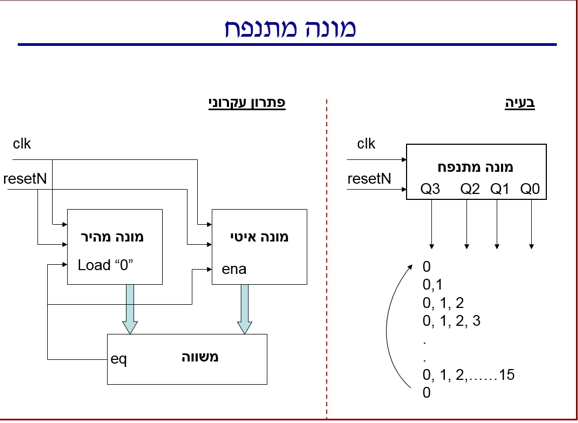 מונה מתנפח
בעיה
clk
resetN
מונה מתנפח
Q3 Q2 Q1 Q0
0
0,1
0, 1, 2
0, 1, 2, 3
.
.
0, 1, 2,......15
0
פתרון עקרוני
clk
resetN
מונה מהיר
Load “0”
מונה איטי
ena
eq
משווה